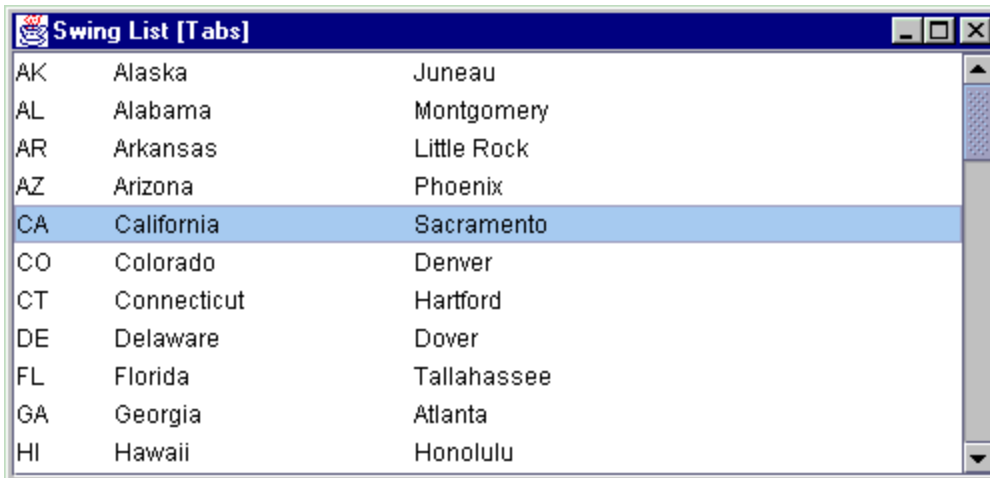 Swing List [Tabs]
AK Alaska Juneau
AL Alabama Montgomery
AR Arkansas Little Rock
AZ Arizona Phoenix
CA California Sacramento
CO Colorado Denver
CT Connecticut Hartford
DE Delaware Dover
FL Florida Tallahassee
GA Georgia Atlanta
HI Hawaii Honolulu